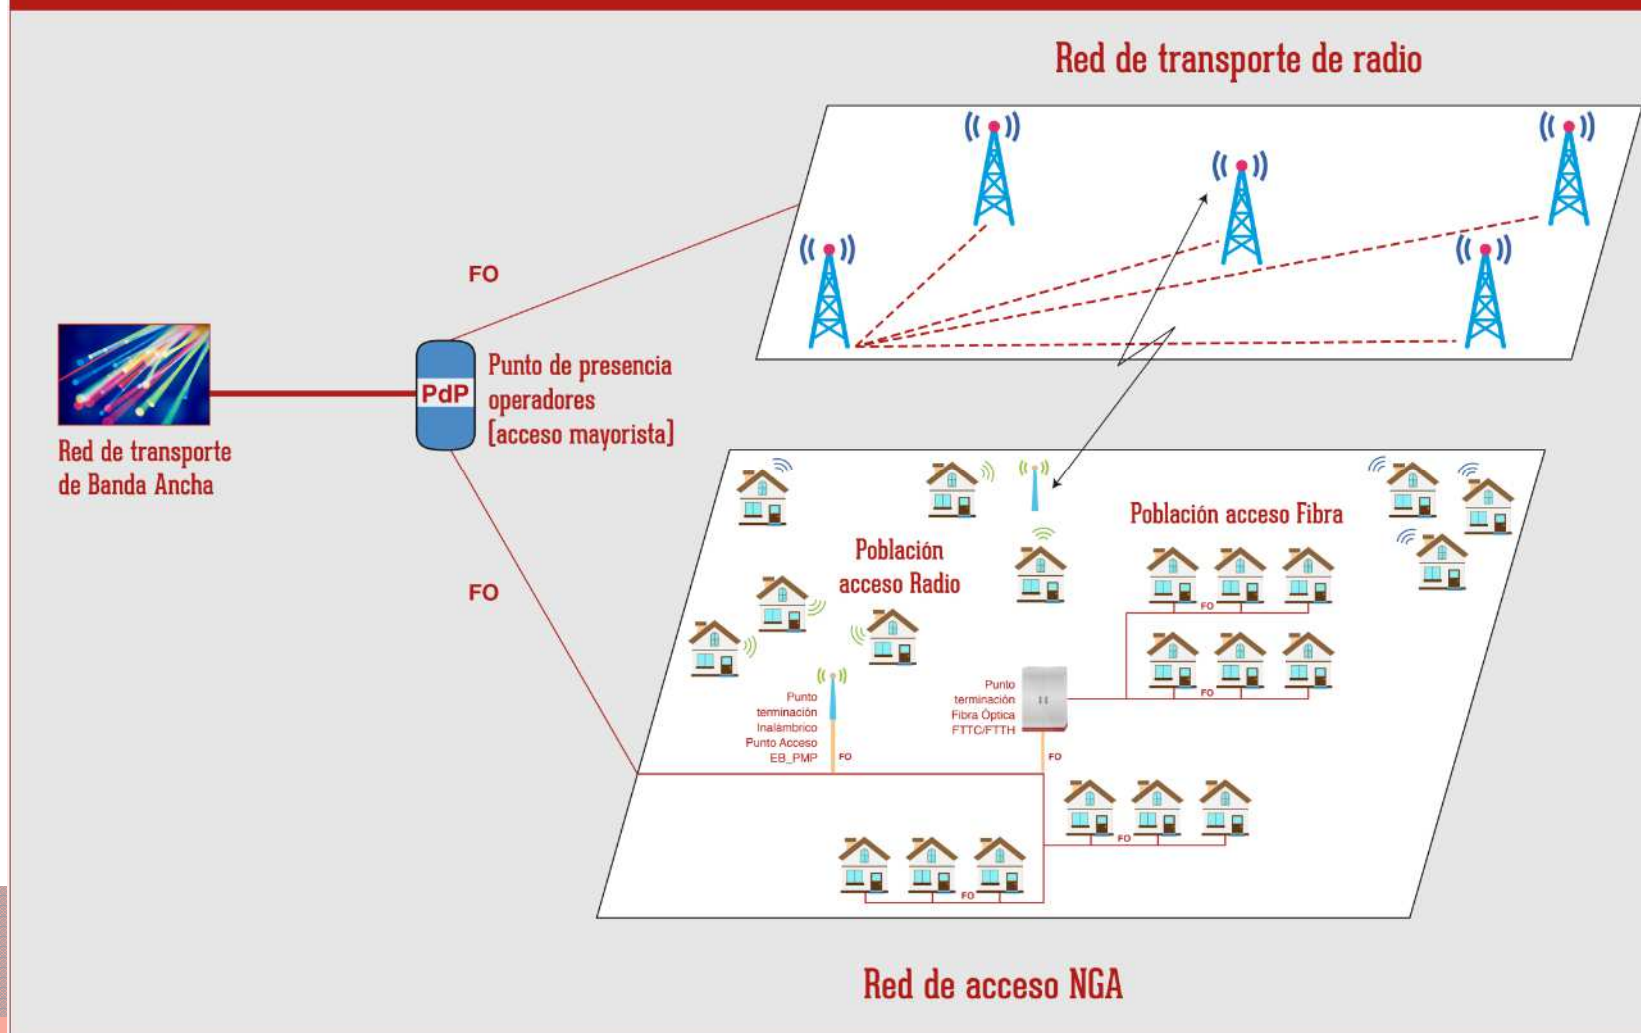 Red de transporte de radio
FO
PdP
Punto de presencia
operadores
[acceso mayorista]
Red de transporte
de Banda Ancha
FO
Población acceso Fibra
Población
acceso Radio
FO
FO
Punto
terminación
Inalámbrico
Punto Acceso
EB_PMP
FO
Punto
terminación
Fibra Óptica
FTTC/FTTH
FO
FO
FO
Red de acceso NGA